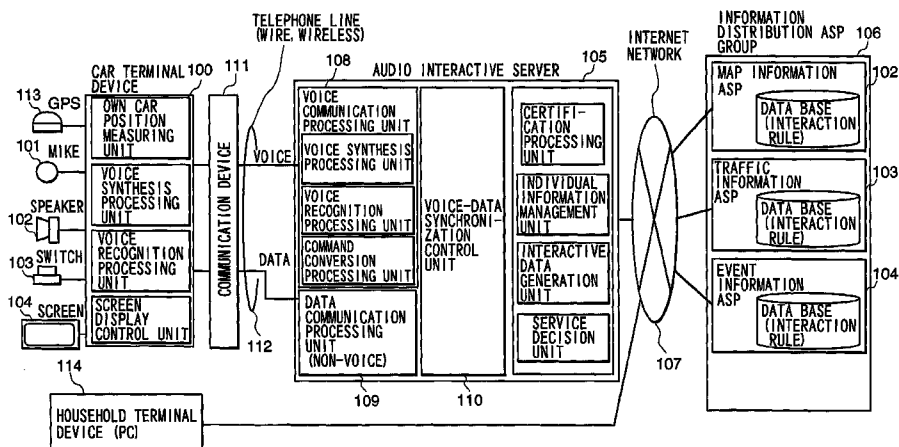 TELEPHONE LINE
(WIRE, WIRELESS)
INFORMATION
DISTRIBUTION ASP
GROUP
106
INTERNET
NETWORK
CAR TERMINAL
DEVICE
100
111
108
AUDIO INTERACTIVE SERVER
105
113
GPS
101
MIKE
SPEAKER
102
SWITCH
103
104
SCREEN
OWN CAR
POSITION
MEASURING
UNIT
VOICE
SYNTHESIS
PROCESSING
UNIT
VOICE
RECOGNITION
PROCESSING
UNIT
SCREEN
DISPLAY
CONTROL UNIT
COMMUNICATION DEVICE
VOICE
DATA
112
VOICE
COMMUNICATION
PROCESSING UNIT
VOICE SYNTHESIS
PROCESSING UNIT
VOICE
RECOGNITION
PROCESSING UNIT
COMMAND
CONVERSION
PROCESSING UNIT
DATA
COMMUNICATION
PROCESSING
UNIT
(NON-VOICE)
109
VOICE-DATA
SYNCHRONI-
ZATION
CONTROL
UNIT
110
CERTIFI-
CATION
PROCESSING
UNIT
INDIVIDUAL
INFORMATION
MANAGEMENT
UNIT
INTERACTIVE
DATA
GENERATION
UNIT
SERVICE
DECISION
UNIT
107
MAP INFORMATION
ASP
102
DATA BASE
(INTERACTION
RULE)
TRAFFIC
INFORMATION
ASP
103
DATA BASE
(INTERACTION
RULE)
EVENT
INFORMATION ASP
104
DATA BASE
(INTERACTION
RULE)
114
HOUSEHOLD TERMINAL
DEVICE (PC)